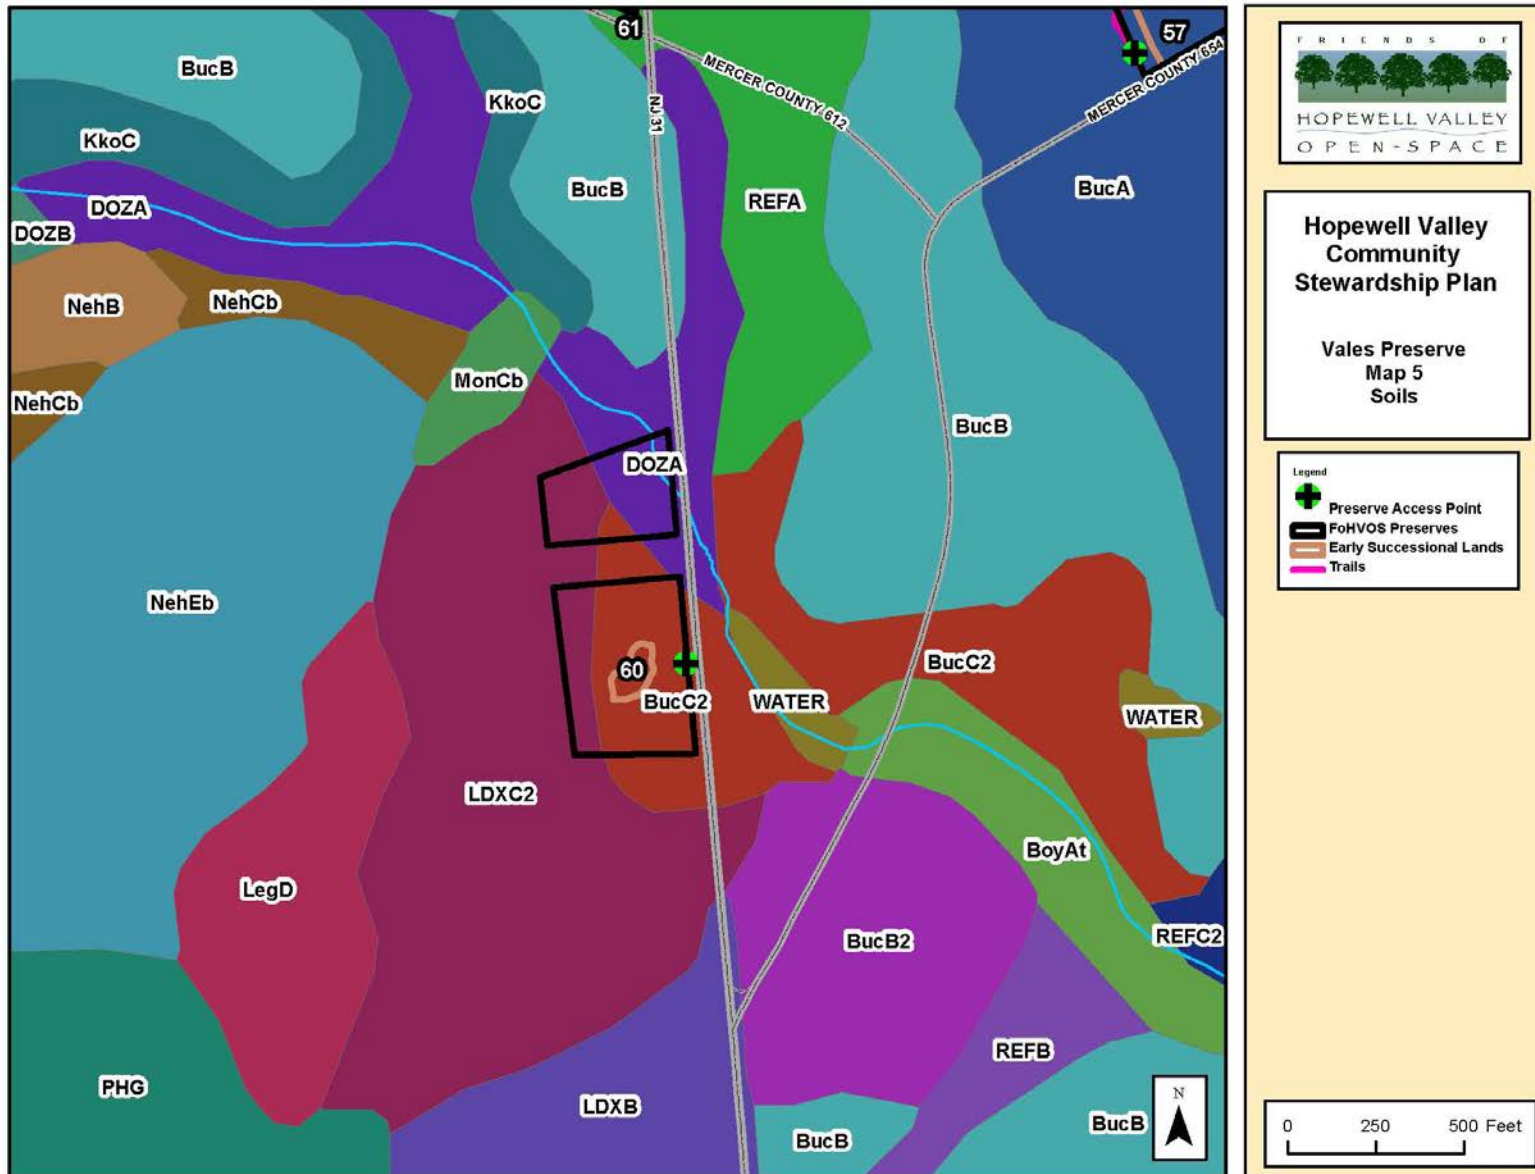 61
57
MERCER COUNTY 654
MERCER COUNTY 612
NJ 31
BucB
KkoC
KkoC
BucB
REFA
BucA
DOZA
DOZB
NehB
NehCb
MonCb
NehCb
BucB
DOZA
NehEb
60
BucC2
BucC2
WATER
WATER
LDXC2
LegD
BoyAt
BucB2
REFC2
REFB
PHG
LDXB
BucB
BucB
N
FRIENDS OF
HOPEWELL VALLEY
OPEN-SPACE
Hopewell Valley
Community
Stewardship Plan
Vales Preserve
Map 5
Soils
Legend
Preserve Access Point
FoHVOS Preserves
Early Successional Lands
Trails
0 250 500 Feet